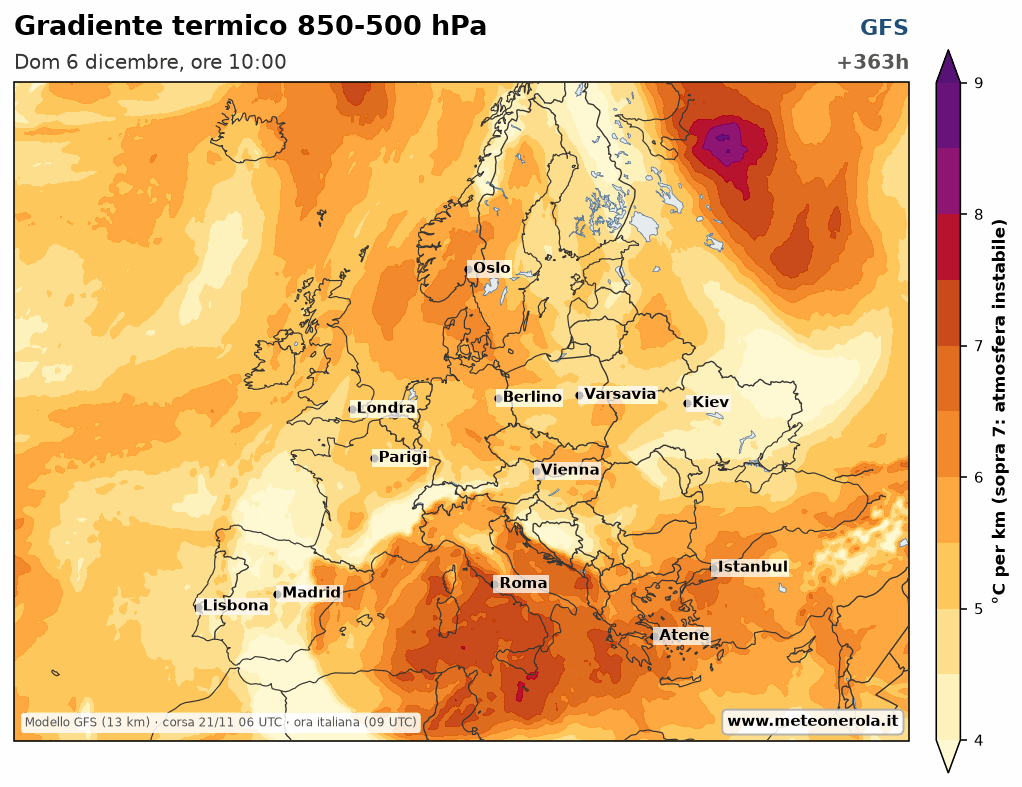 Gradiente termico 850-500 hPa
GFS
Dom 6 dicembre, ore 10:00
+363h
Oslo
Londra
Berlino
Varsavia
Kiev
Parigi
Vienna
Madrid
Lisbona
Roma
Istanbul
Atene
Modello GFS (13 km) · corsa 21/11 06 UTC · ora italiana (09 UTC)
www.meteonerola.it
9
8
7
6
5
4
°C per km (sopra 7: atmosfera instabile)